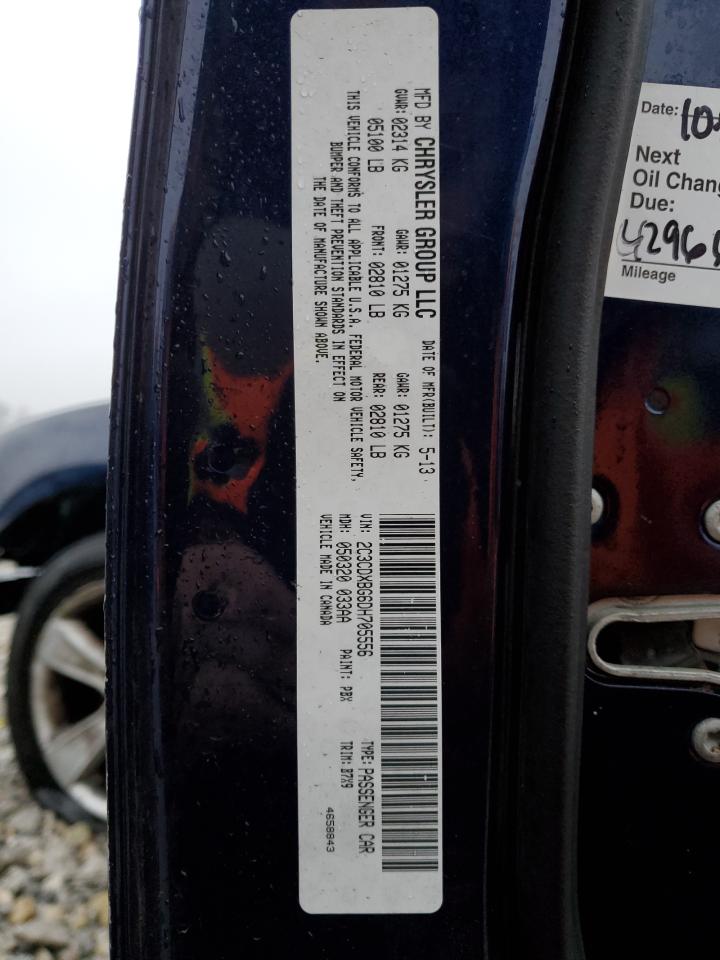 MFD BY CHRYSLER GROUP LLC
DATE OF MFR(BUILT): 5-13
GVWR: 02314 KG GAWR: 01275 KG GAWR: 01275 KG
05100 LB FRONT: 02810 LB REAR: 02810 LB
THIS VEHICLE CONFORMS TO ALL APPLICABLE U.S.A. FEDERAL MOTOR VEHICLE SAFETY,
BUMPER AND THEFT PREVENTION STANDARDS IN EFFECT ON
THE DATE OF MANUFACTURE SHOWN ABOVE.
VIN: 2C3CDXBG6DH705556
TYPE: PASSENGER CAR
MDH: 050320 033AA
PAINT: PBX
TRIM: B7X9
VEHICLE MADE IN CANADA
4658843
Date:
Next
Oil Chang
Due:
4296
Mileage